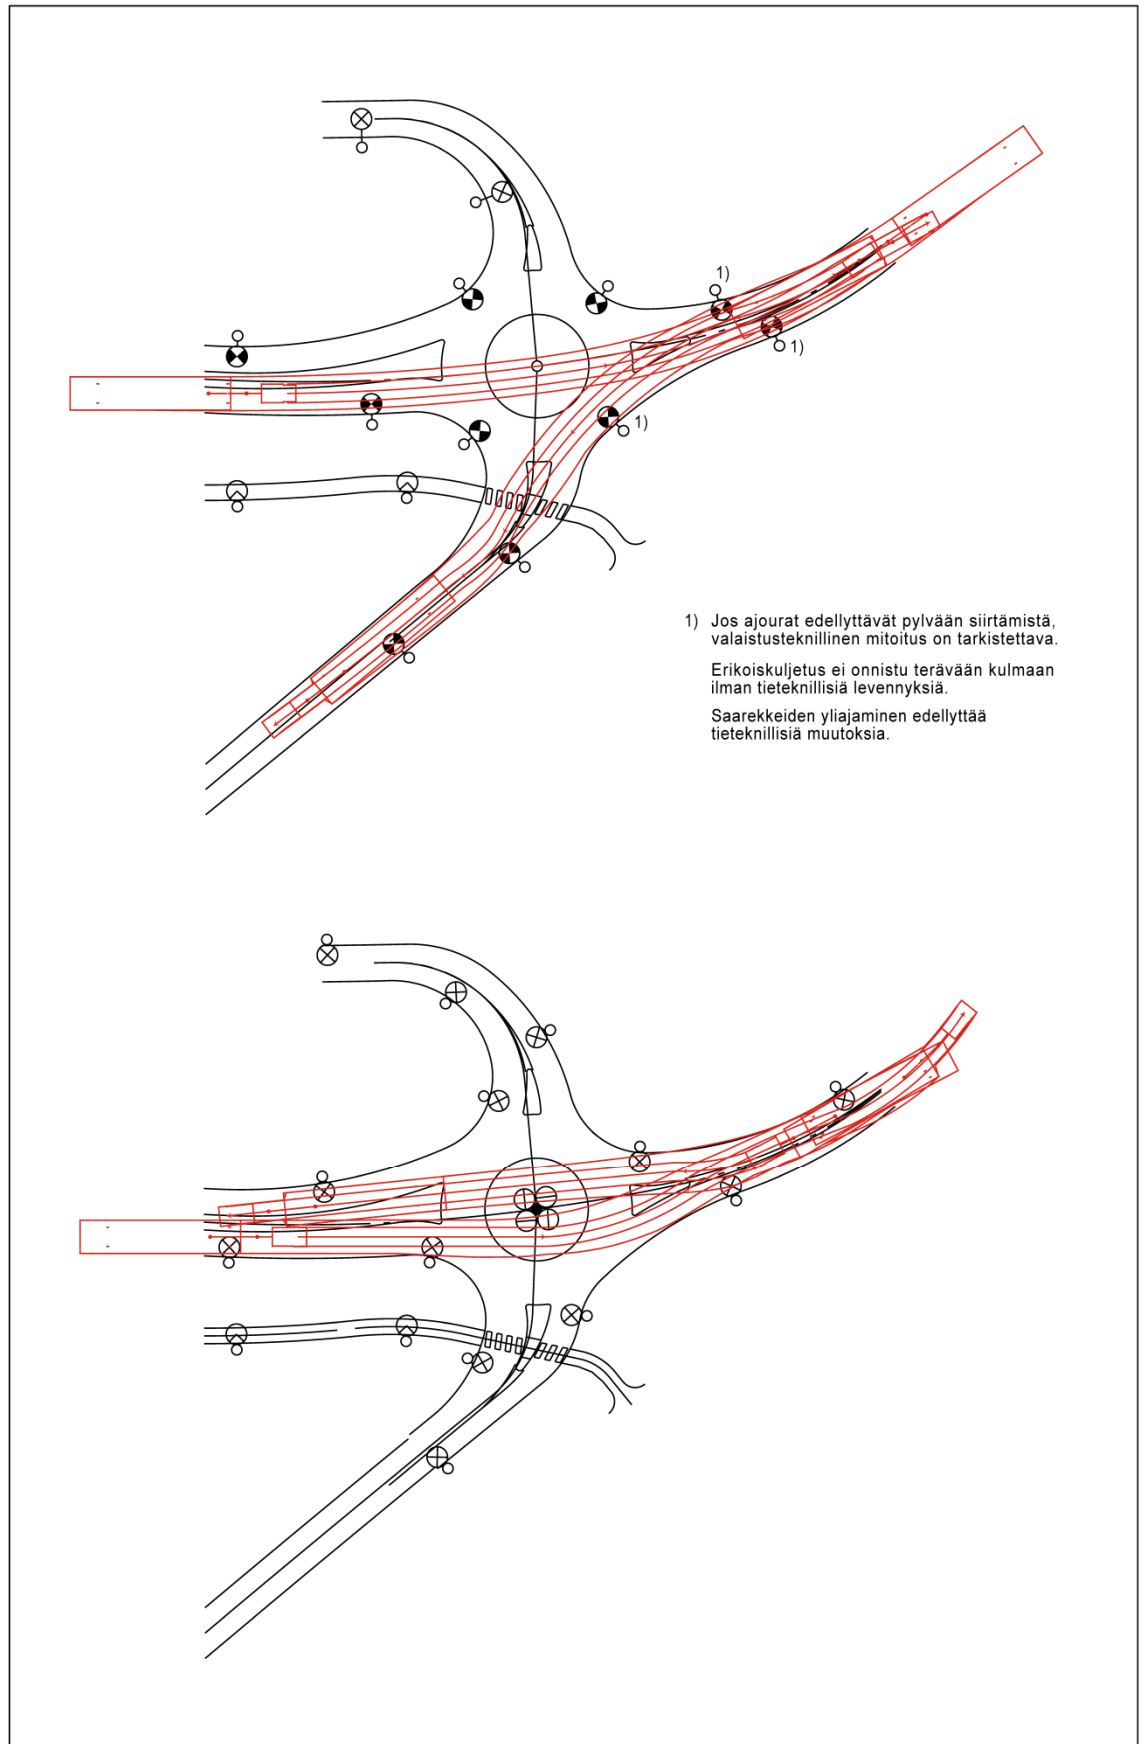 1)
1)
1)
1) Jos ajourat edellyttävät pylvään siirtämistä,
valaistusteknillinen mitoitus on tarkistettava.
Erikoiskuljetus ei onnistu terävään kulmaan
ilman tieteknillisiä levennyksiä.
Saarekkeiden yliajaminen edellyttää
tieteknillisiä muutoksia.